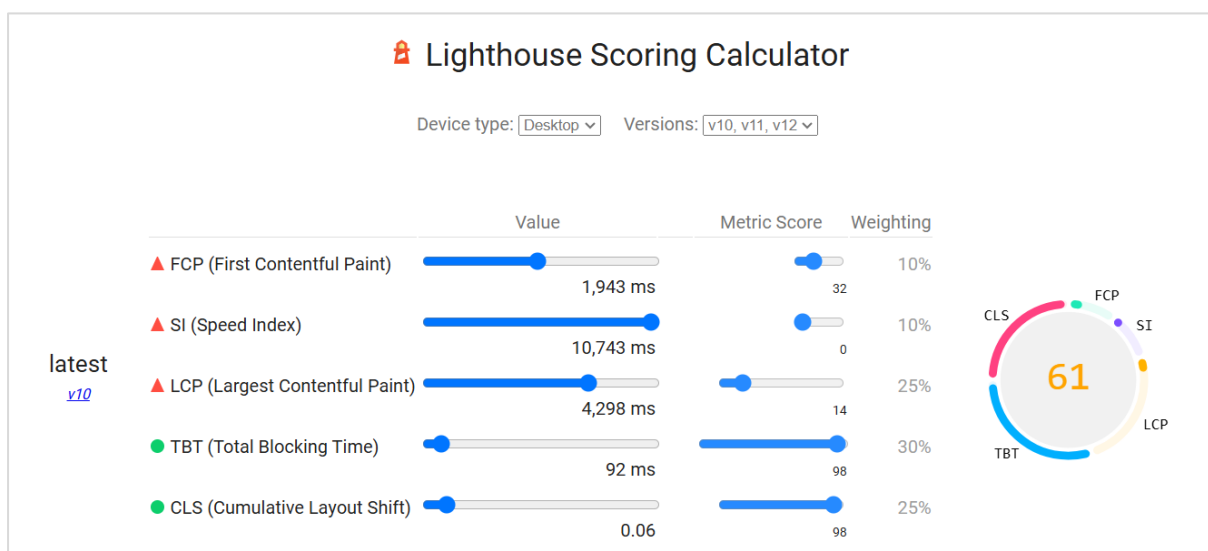 Lighthouse Scoring Calculator
Device type: Desktop Versions: v10, v11, v12
Value Metric Score Weighting
FCP (First Contentful Paint) 10%
1,943 ms 32
SI (Speed Index) 10%
10,743 ms 0
latest
v10
LCP (Largest Contentful Paint) 25%
4,298 ms 14
TBT (Total Blocking Time) 30%
92 ms 98
CLS (Cumulative Layout Shift) 25%
0.06 98
FCP
CLS
SI
61
LCP
TBT